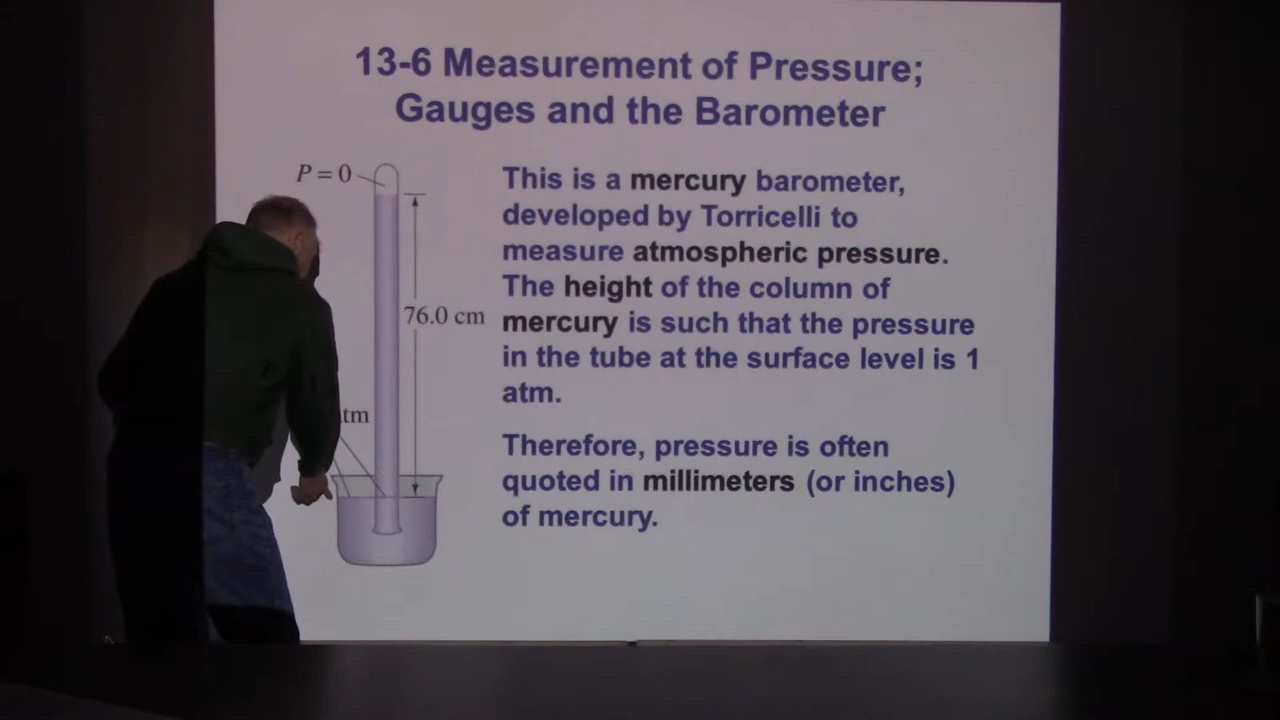 13-6 Measurement of Pressure;
Gauges and the Barometer
P = 0
This is a mercury barometer,
developed by Torricelli to
measure atmospheric pressure.
The height of the column of
76.0 cm
mercury is such that the pressure
in the tube at the surface level is 1
atm.
Therefore, pressure is often
quoted in millimeters (or inches)
of mercury.